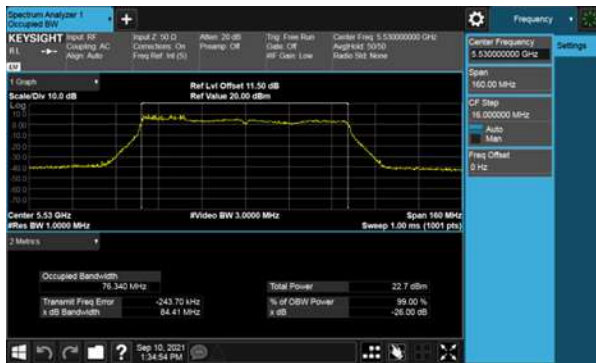 Spectrum Analyzer 1
Occupied BW
+
Frequency
KEYSIGHT
RL
Input: RF
Coupling: AC
Align: Auto
Input Z: 50 Ω
Corrections: On
Freq Ref: Int (S)
Atten: 20 dB
Preamp: Off
Trig: Free Run
Gate: Off
#IF Gain: Low
Center Freq: 5.530000000 GHz
Avg|Hold: 50/50
Radio Std: None
Center Frequency
5.530000000 GHz
Settings
Span
160.00 MHz
CF Step
16.000000 MHz
Auto
Man
Freq Offset
0 Hz
1 Graph
Scale/Div 10.0 dB
Ref Lvl Offset 11.50 dB
Ref Value 20.00 dBm
Log
10.0
0.00
-10.0
-20.0
-30.0
-40.0
-50.0
-60.0
-70.0
Center 5.53 GHz
#Res BW 1.0000 MHz
#Video BW 3.0000 MHz
Span 160 MHz
Sweep 1.00 ms (1001 pts)
2 Metrics
Occupied Bandwidth
76.340 MHz
Total Power
22.7 dBm
Transmit Freq Error
-243.70 kHz
% of OBW Power
99.00 %
x dB Bandwidth
84.41 MHz
x dB
-26.00 dB
?
Sep 10, 2021
1:34:54 PM